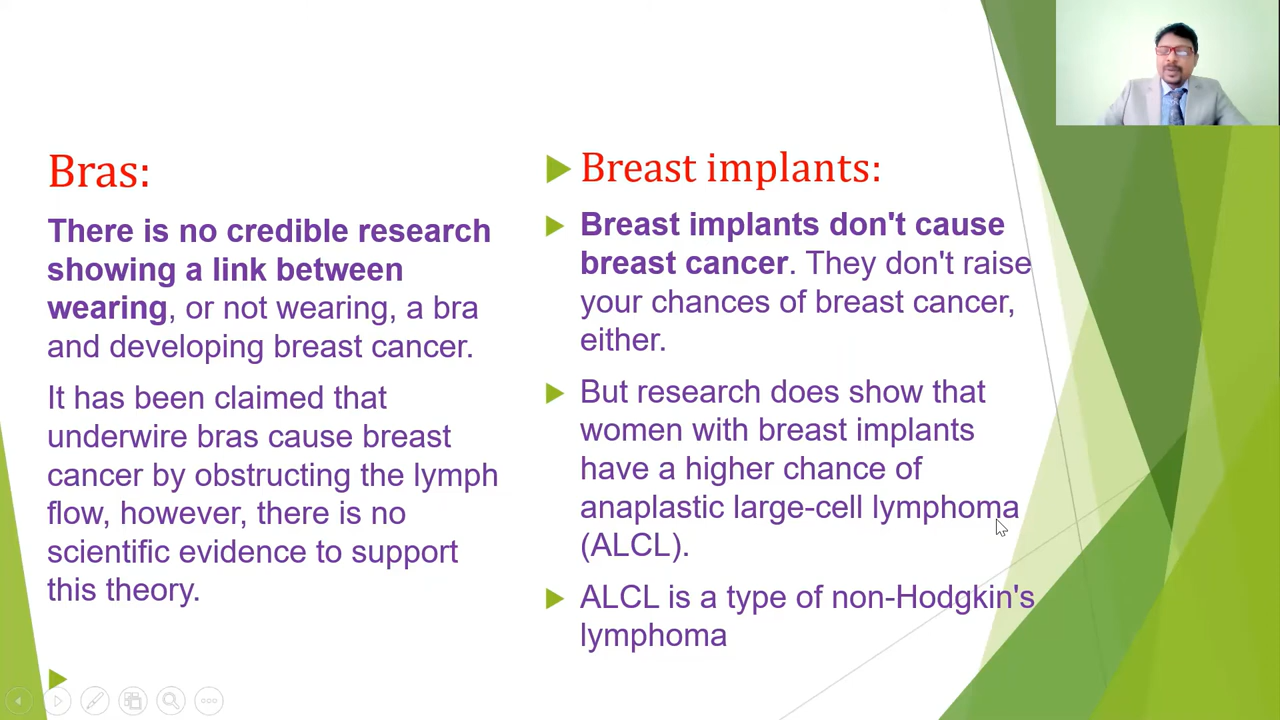 Bras:
There is no credible research
showing a link between
wearing, or not wearing, a bra
and developing breast cancer.
It has been claimed that
underwire bras cause breast
cancer by obstructing the lymph
flow, however, there is no
scientific evidence to support
this theory.
Breast implants:
Breast implants don't cause
breast cancer. They don't raise
your chances of breast cancer,
either.
But research does show that
women with breast implants
have a higher chance of
anaplastic large-cell lymphoma
(ALCL).
ALCL is a type of non-Hodgkin's
lymphoma